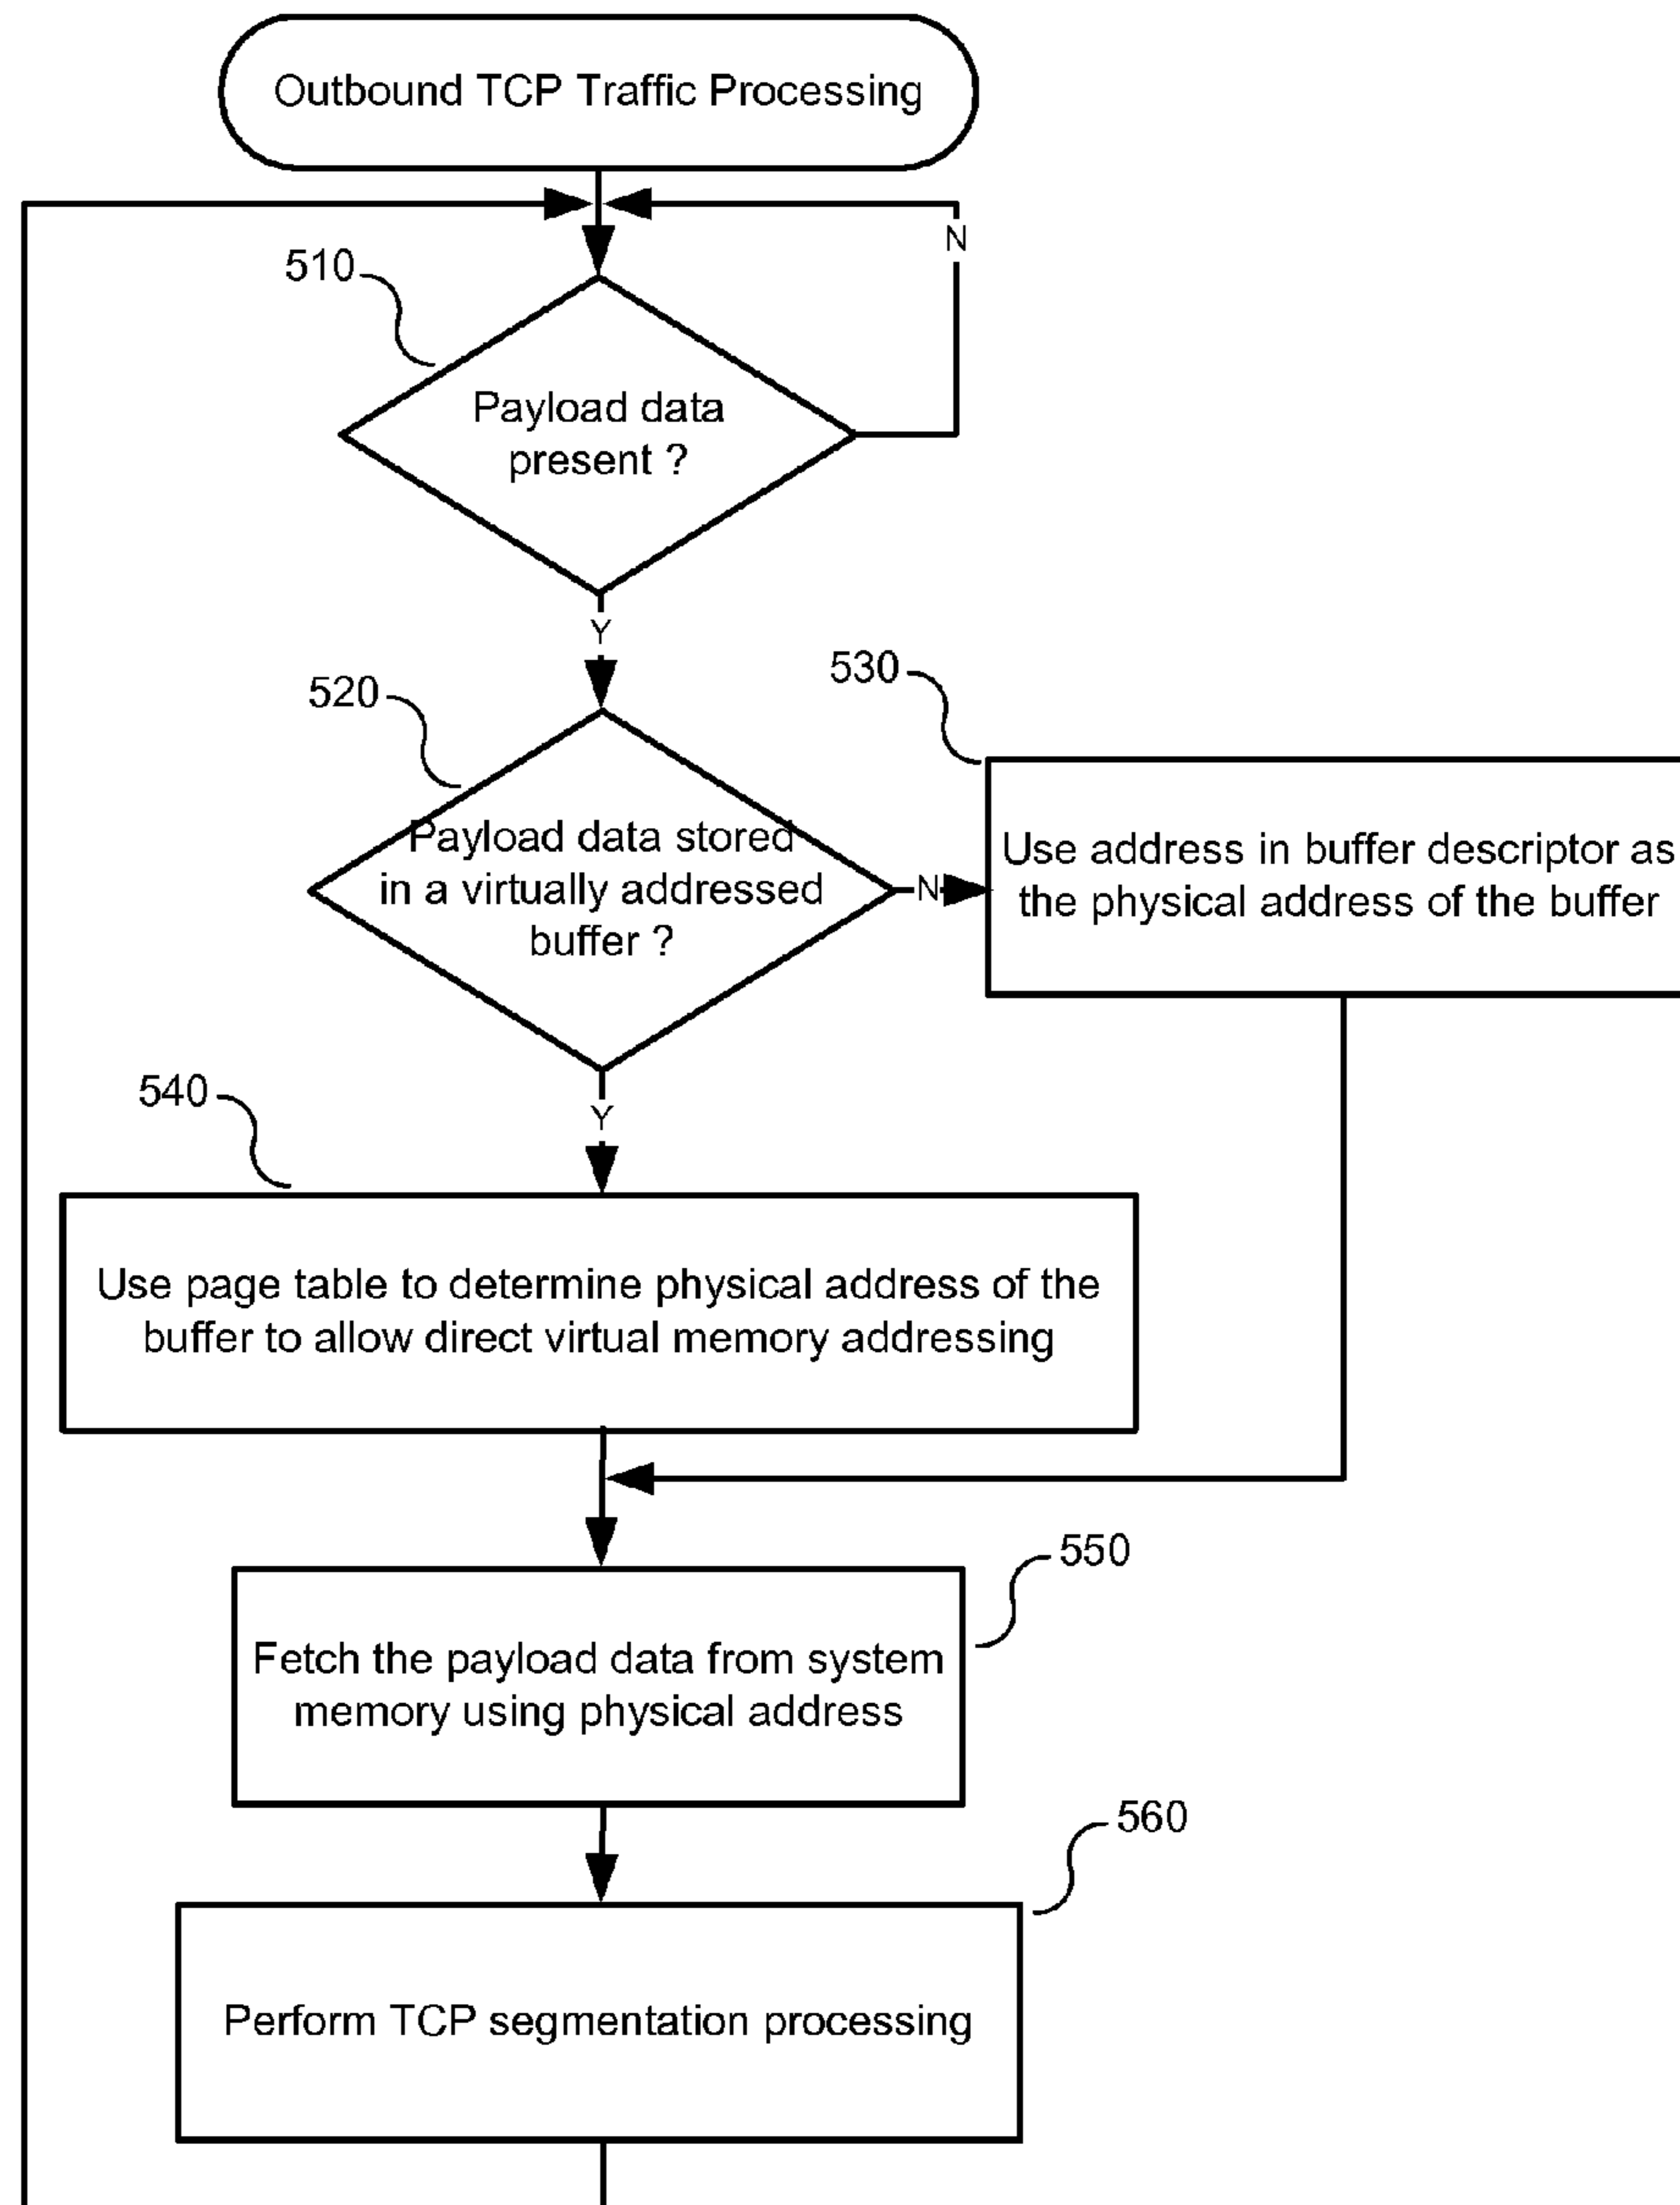 Outbound TCP Traffic Processing
N
510
Payload data
present ?
Y
520
530
Payload data stored
in a virtually addressed
buffer ?
N
Use address in buffer descriptor as
the physical address of the buffer
540
Y
Use page table to determine physical address of the
buffer to allow direct virtual memory addressing
550
Fetch the payload data from system
memory using physical address
560
Perform TCP segmentation processing